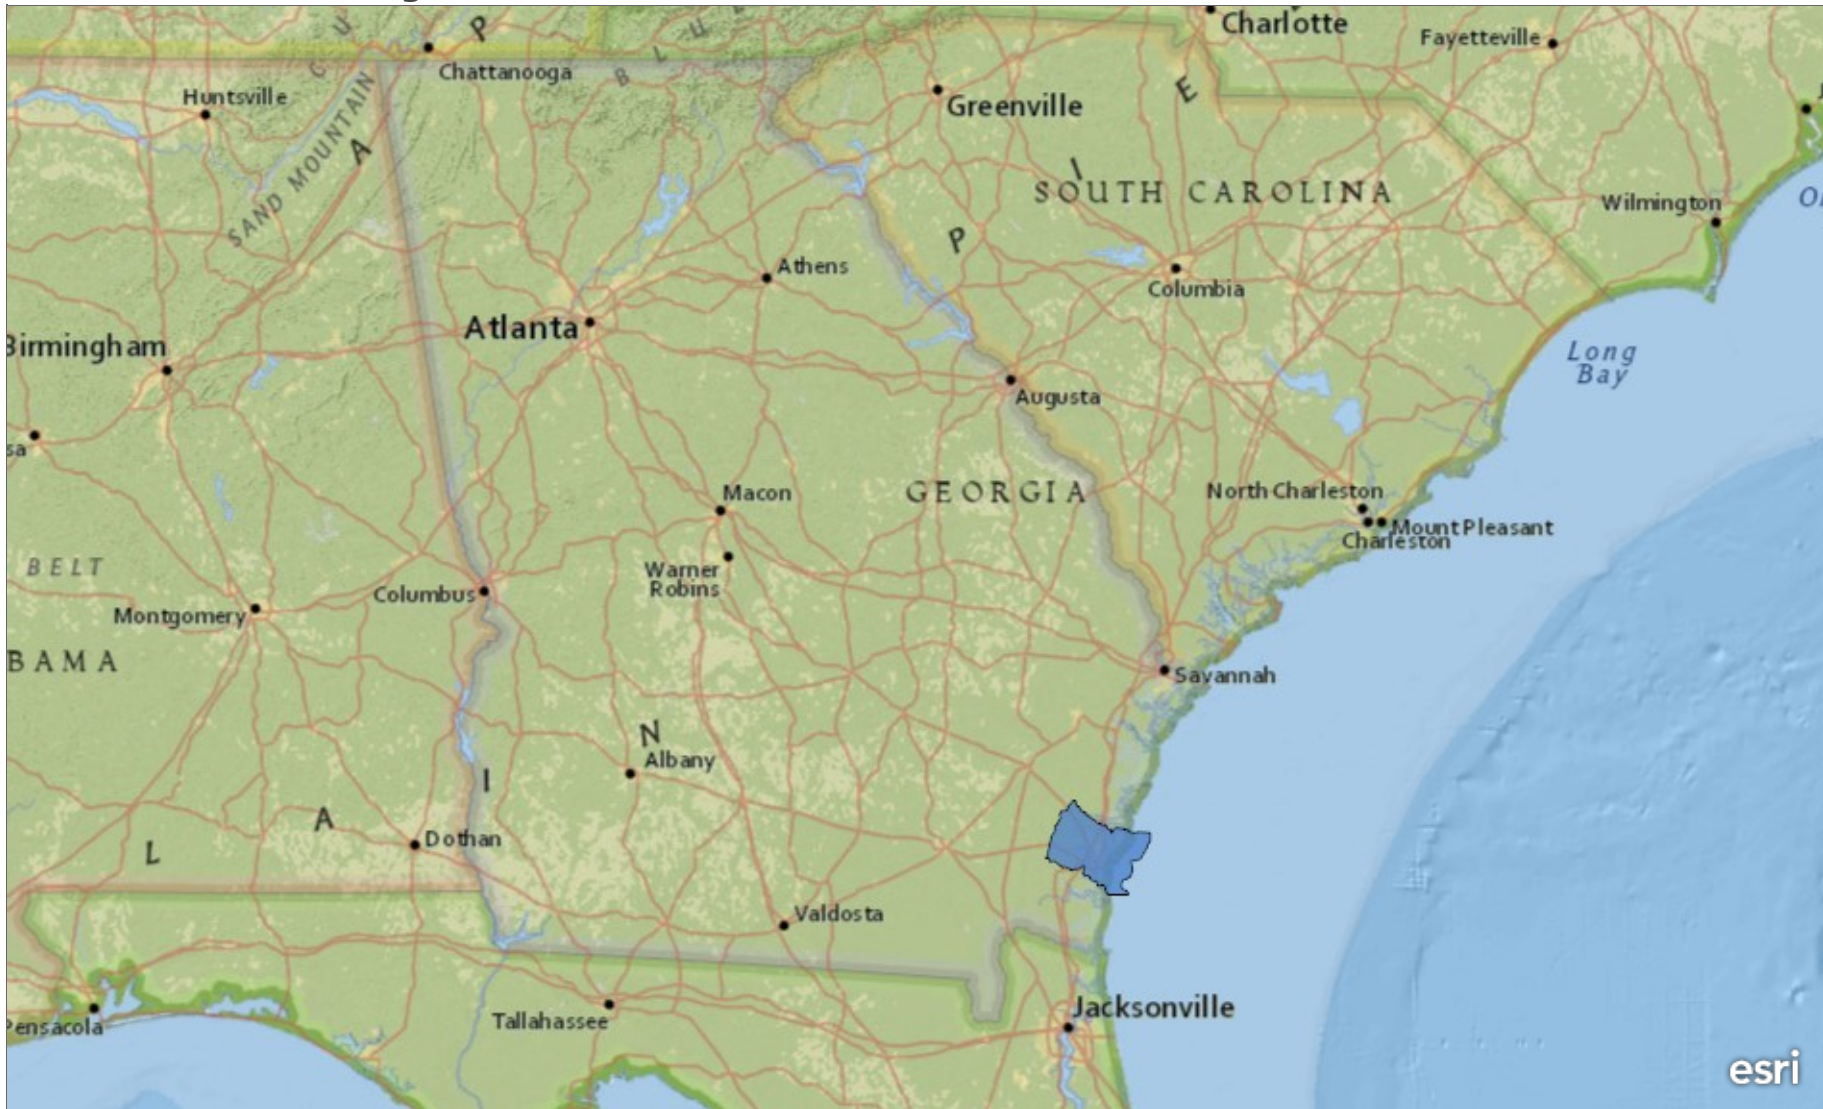 Charlotte
Fayetteville
Chattanooga
Huntsville
Greenville
SAND MOUNTAIN
SOUTH CAROLINA
Wilmington
Athens
Columbia
Atlanta
Birmingham
Long
Bay
Augusta
sa
Macon
GEORGIA
North Charleston
Mount Pleasant
Charleston
BELT
Warner
Robins
Columbus
Montgomery
BAMA
Savannah
Albany
Dothan
Valdosta
Jacksonville
Tallahassee
Pensacola
P
I
E
P
A
L
A
I
N
B L U
C U
esri